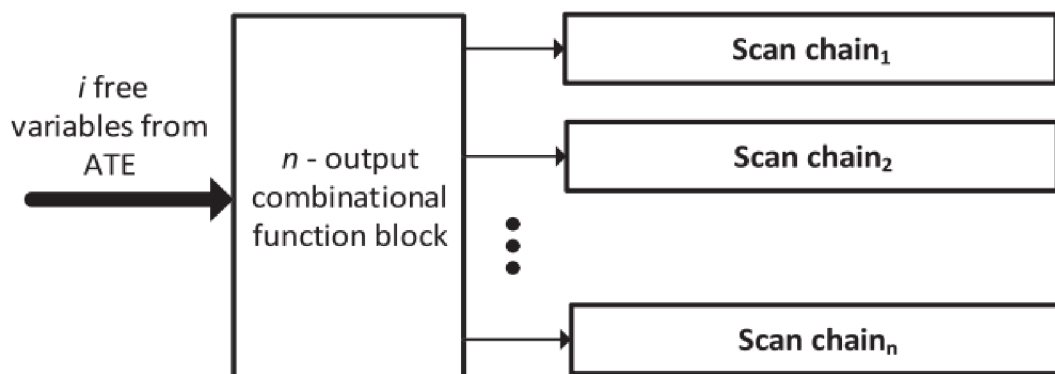 i free
variables from
ATE
n - output
combinational
function block
Scan chain₁
Scan chain₂
Scan chainₙ